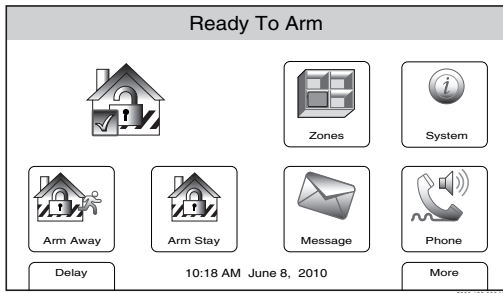 Ready To Arm
Zones
System
Arm Away
Arm Stay
Message
Phone
Delay
10:18 AM June 8, 2010
More